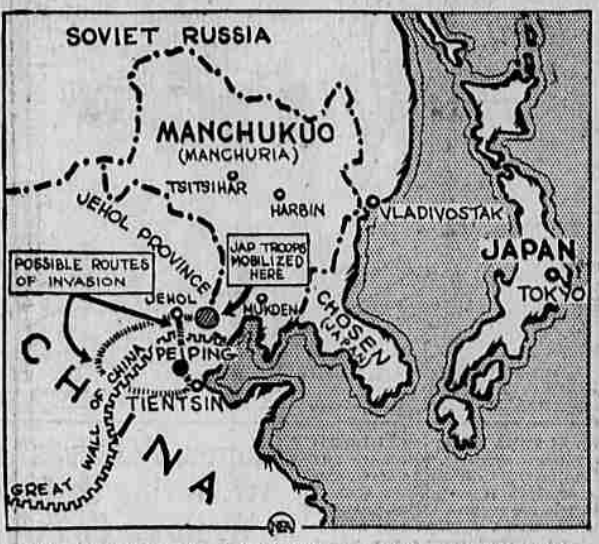 SOVIET RUSSIA
MANCHUKUO
(MANCHURIA)
TSITSIHAR
HARBIN
VLADIVOSTAK
JEHOL PROVINCE
JAP TROOPS
MOBILIZED
HERE
POSSIBLE ROUTES
OF INVASION
JAPAN
TOKYO
JEHOL
MUKDEN
CHOSEN
(JAPAN)
PEIPING
TIENTSIN
GREAT WALL OF CHINA
CHINA
NEA